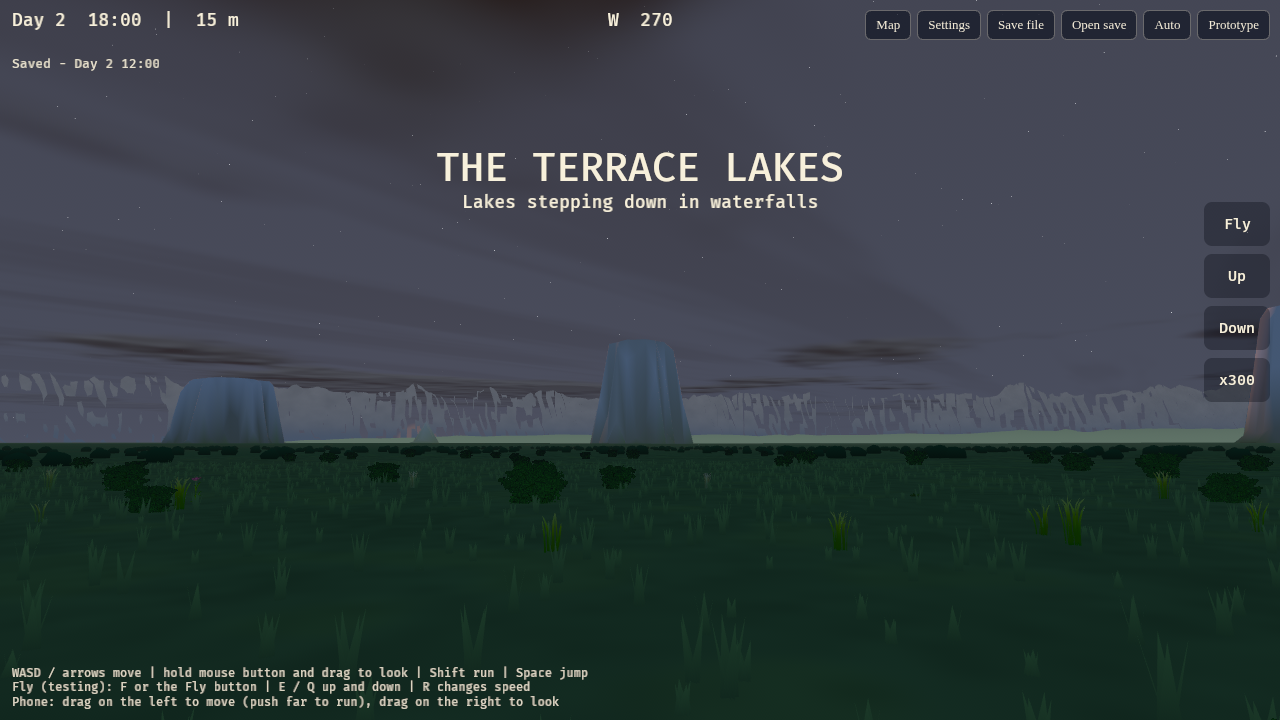 Day 2  18:00  |  15 m
W  270
Map
Settings
Save file
Open save
Auto
Prototype
Saved - Day 2 12:00
THE TERRACE LAKES
Lakes stepping down in waterfalls
Fly
Up
Down
x300
WASD / arrows move | hold mouse button and drag to look | Shift run | Space jump
Fly (testing): F or the Fly button | E / Q up and down | R changes speed
Phone: drag on the left to move (push far to run), drag on the right to look